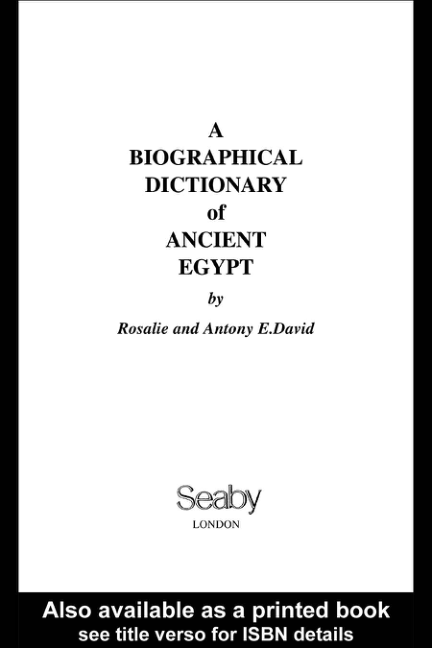 A
BIOGRAPHICAL
DICTIONARY
of
ANCIENT
EGYPT
by
Rosalie and Antony E.David
Seaby
LONDON
Also available as a printed book
see title verso for ISBN details